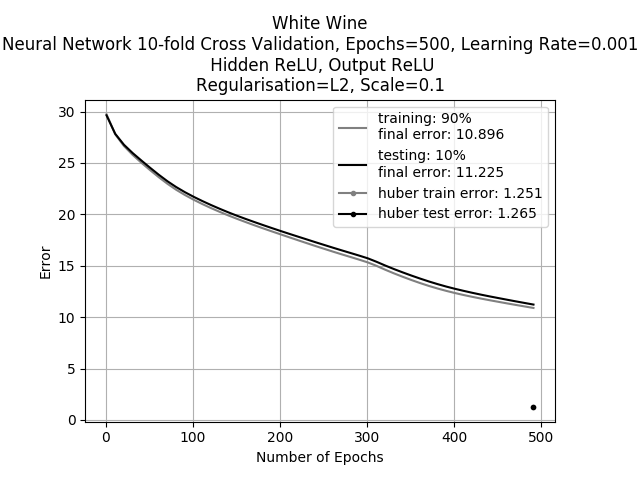 White Wine
Neural Network 10-fold Cross Validation, Epochs=500, Learning Rate=0.001
Hidden ReLU, Output ReLU
Regularisation=L2, Scale=0.1
30
25
20
15
10
5
0
Error
training: 90%
final error: 10.896
testing: 10%
final error: 11.225
huber train error: 1.251
huber test error: 1.265
0 100 200 300 400 500
Number of Epochs